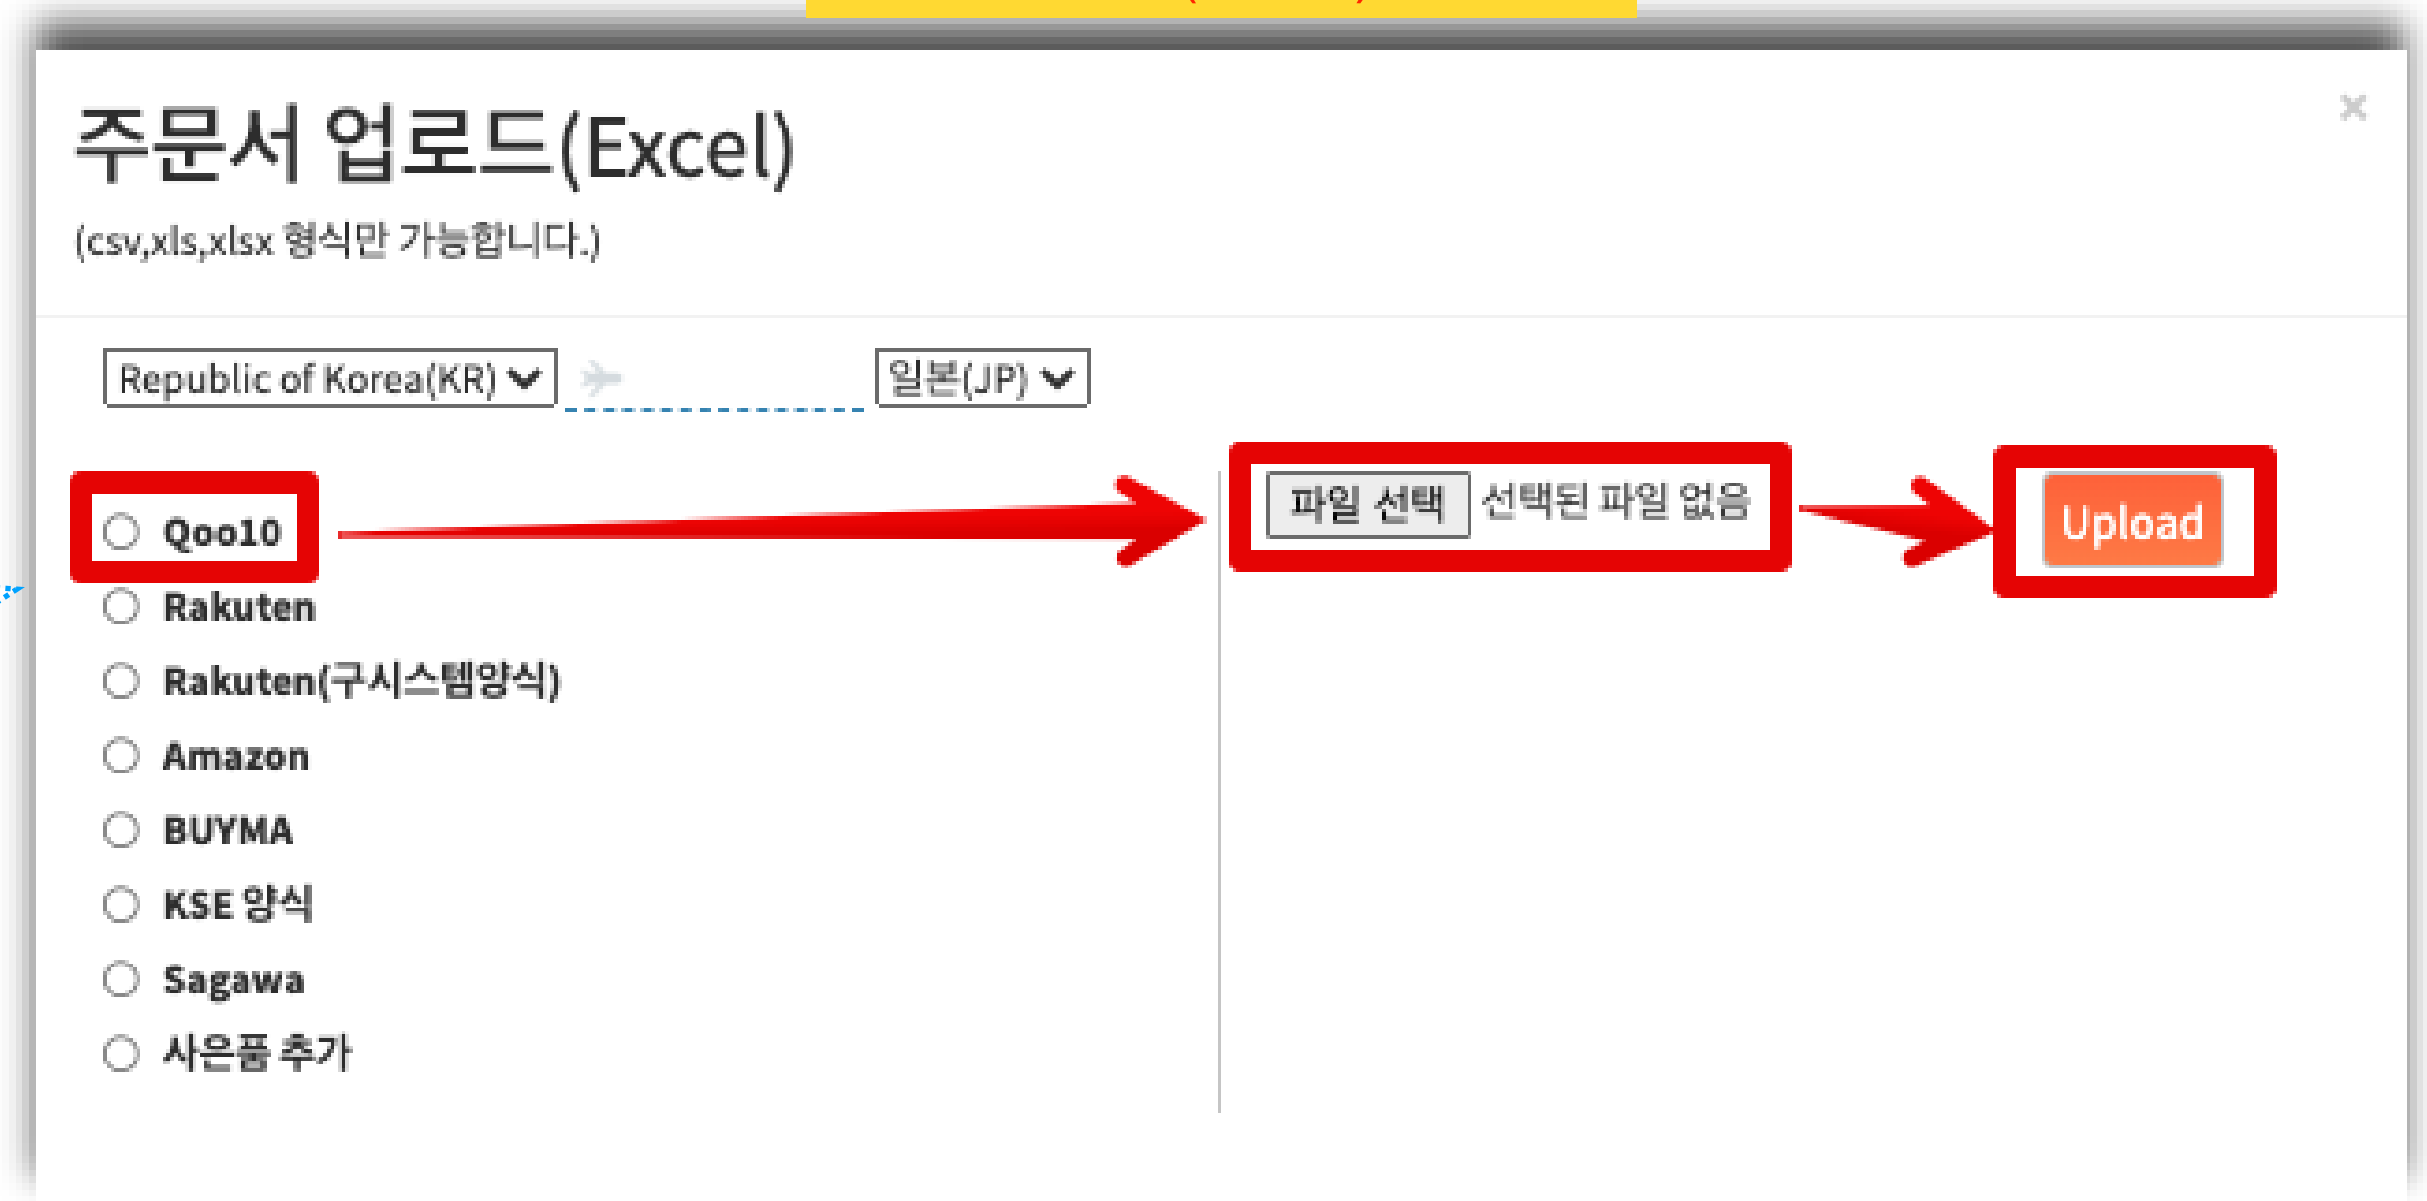 주문서 업로드(Excel)
×
(csv,xls,xlsx 형식만 가능합니다.)
Republic of Korea(KR)
일본(JP)
Qoo10
파일 선택 선택된 파일 없음
Upload
Rakuten
Rakuten(구시스템양식)
Amazon
BUYMA
KSE 양식
Sagawa
사은품 추가